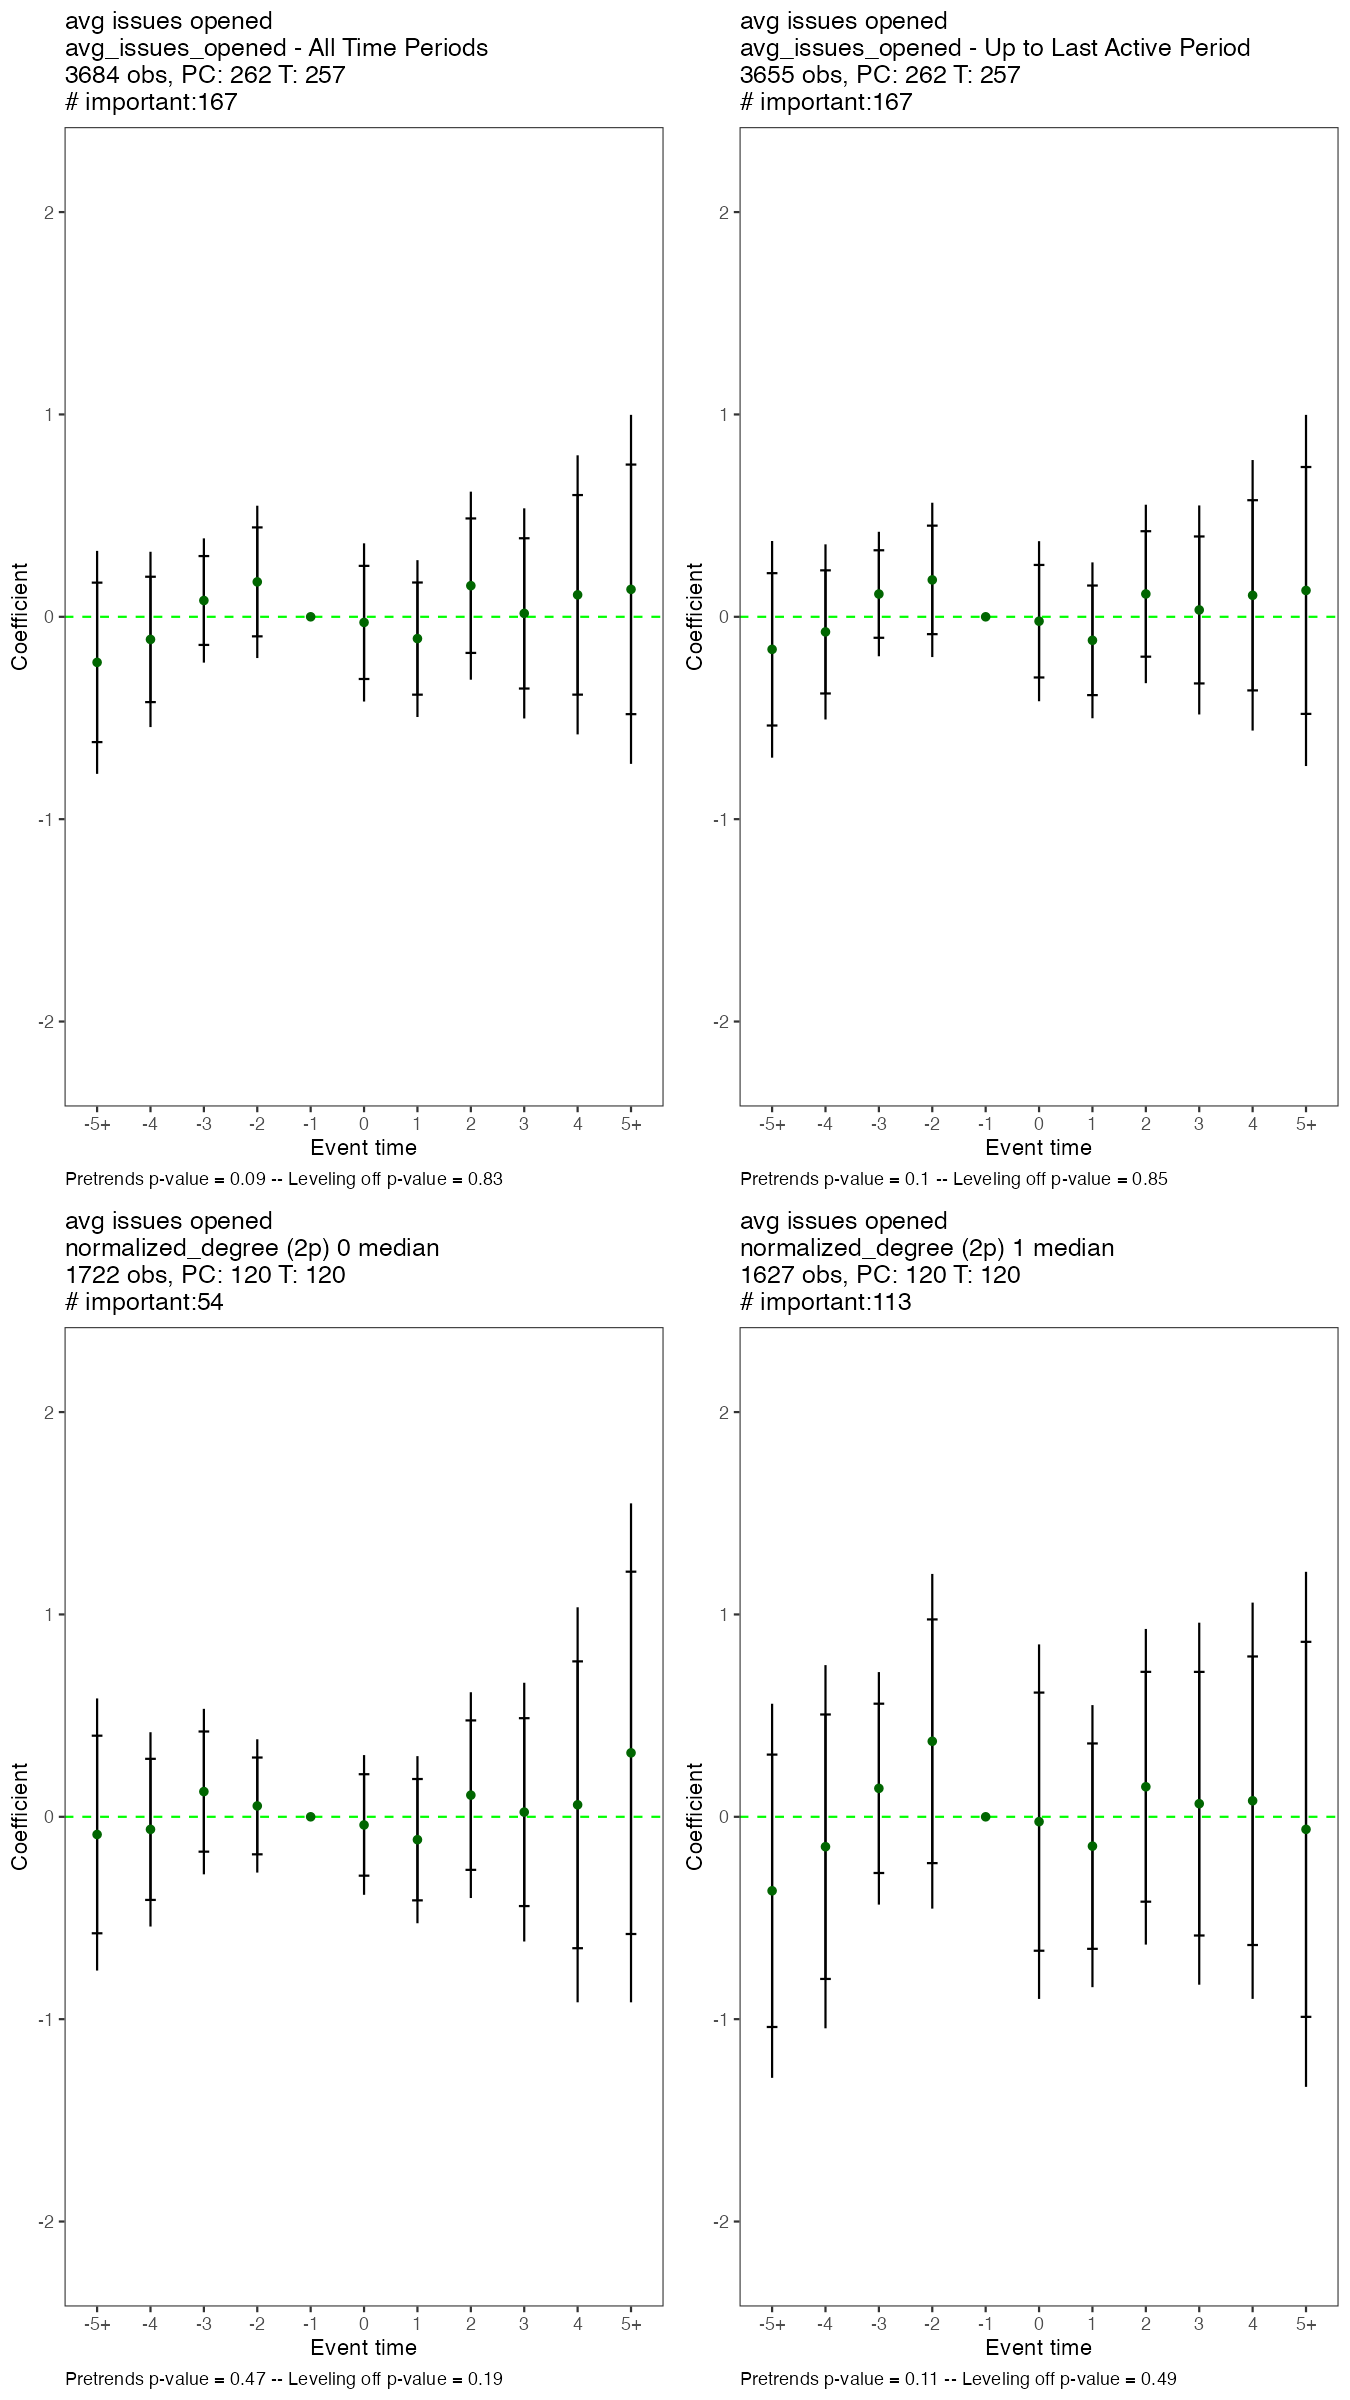 avg issues opened
avg_issues_opened - All Time Periods
3684 obs, PC: 262 T: 257
# important:167
2
1
0
-1
-2
Coefficient
-5+ -4 -3 -2 -1 0 1 2 3 4 5+
Event time
Pretrends p-value = 0.09 -- Leveling off p-value = 0.83
avg issues opened
avg_issues_opened - Up to Last Active Period
3655 obs, PC: 262 T: 257
# important:167
2
1
0
-1
-2
Coefficient
-5+ -4 -3 -2 -1 0 1 2 3 4 5+
Event time
Pretrends p-value = 0.1 -- Leveling off p-value = 0.85
avg issues opened
normalized_degree (2p) 0 median
1722 obs, PC: 120 T: 120
# important:54
2
1
0
-1
-2
Coefficient
-5+ -4 -3 -2 -1 0 1 2 3 4 5+
Event time
Pretrends p-value = 0.47 -- Leveling off p-value = 0.19
avg issues opened
normalized_degree (2p) 1 median
1627 obs, PC: 120 T: 120
# important:113
2
1
0
-1
-2
Coefficient
-5+ -4 -3 -2 -1 0 1 2 3 4 5+
Event time
Pretrends p-value = 0.11 -- Leveling off p-value = 0.49